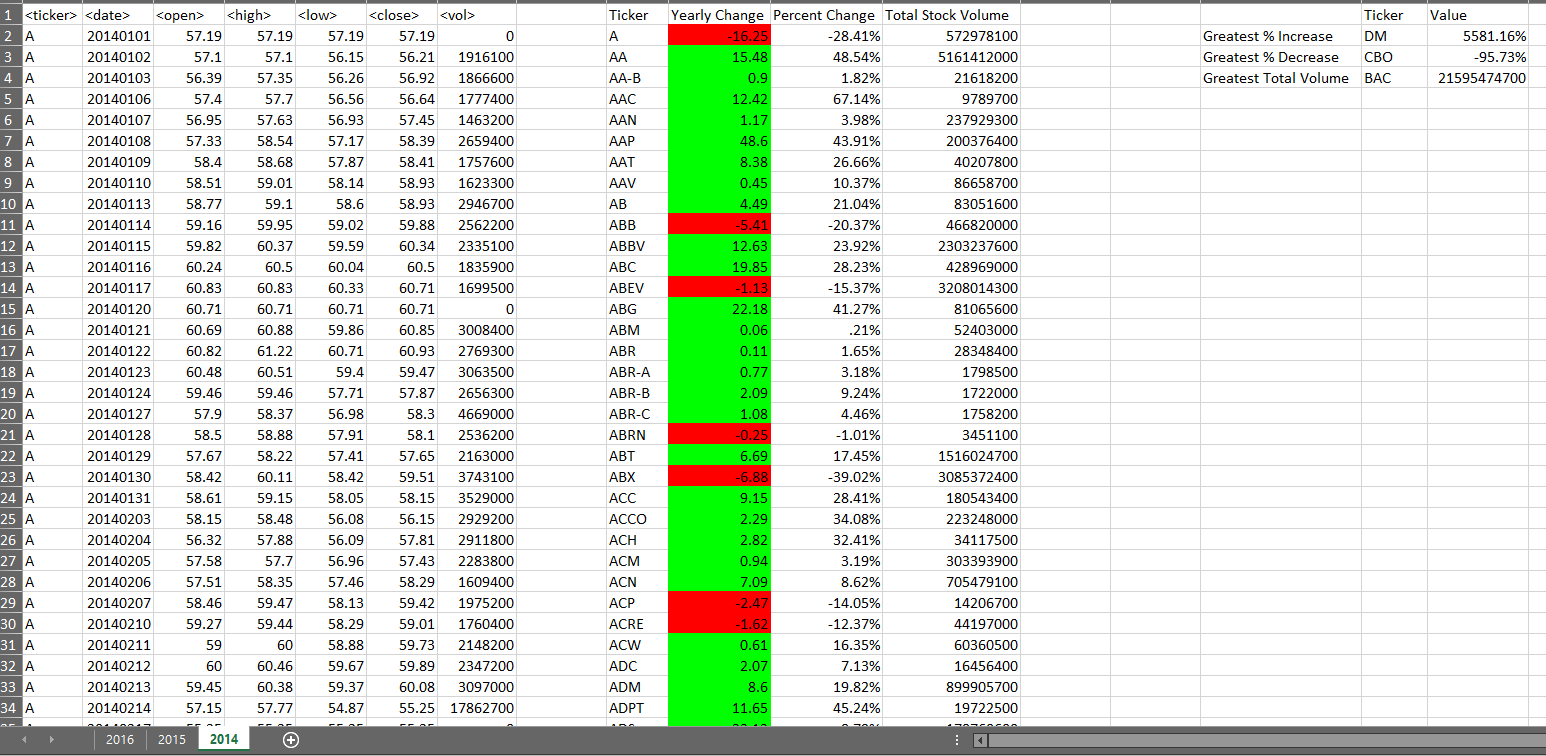 1 <ticker> <date> <open> <high> <low> <close> <vol> Ticker Yearly Change Percent Change Total Stock Volume Ticker Value
2 A 20140101 57.19 57.19 57.19 57.19 0 A -16.25 -28.41% 572978100 Greatest % Increase DM 5581.16%
3 A 20140102 57.1 57.1 56.15 56.21 1916100 AA 15.48 48.54% 5161412000 Greatest % Decrease CBO -95.73%
4 A 20140103 56.39 57.35 56.26 56.92 1866600 AA-B 0.9 1.82% 21618200 Greatest Total Volume BAC 21595474700
5 A 20140106 57.4 57.7 56.56 56.64 1777400 AAC 12.42 67.14% 9789700
6 A 20140107 56.95 57.63 56.93 57.45 1463200 AAN 1.17 3.98% 237929300
7 A 20140108 57.33 58.54 57.17 58.39 2659400 AAP 48.6 43.91% 200376400
8 A 20140109 58.4 58.68 57.87 58.41 1757600 AAT 8.38 26.66% 40207800
9 A 20140110 58.51 59.01 58.14 58.93 1623300 AAV 0.45 10.37% 86658700
10 A 20140113 58.77 59.1 58.6 58.93 2946700 AB 4.49 21.04% 83051600
11 A 20140114 59.16 59.95 59.02 59.88 2562200 ABB -5.41 -20.37% 466820000
12 A 20140115 59.82 60.37 59.59 60.34 2335100 ABBV 12.63 23.92% 2303237600
13 A 20140116 60.24 60.5 60.04 60.5 1835900 ABC 19.85 28.23% 428969000
14 A 20140117 60.83 60.83 60.33 60.71 1699500 ABEV -1.13 -15.37% 3208014300
15 A 20140120 60.71 60.71 60.71 60.71 0 ABG 22.18 41.27% 81065600
16 A 20140121 60.69 60.88 59.86 60.85 3008400 ABM 0.06 .21% 52403000
17 A 20140122 60.82 61.22 60.71 60.93 2769300 ABR 0.11 1.65% 28348400
18 A 20140123 60.48 60.51 59.4 59.47 3063500 ABR-A 0.77 3.18% 1798500
19 A 20140124 59.46 59.46 57.71 57.87 2656300 ABR-B 2.09 9.24% 1722000
20 A 20140127 57.9 58.37 56.98 58.3 4669000 ABR-C 1.08 4.46% 1758200
21 A 20140128 58.5 58.88 57.91 58.1 2536200 ABRN -0.25 -1.01% 3451100
22 A 20140129 57.67 58.22 57.41 57.65 2163000 ABT 6.69 17.45% 1516024700
23 A 20140130 58.42 60.11 58.42 59.51 3743100 ABX -6.88 -39.02% 3085372400
24 A 20140131 58.61 59.15 58.05 58.15 3529000 ACC 9.15 28.41% 180543400
25 A 20140203 58.15 58.48 56.08 56.15 2929200 ACCO 2.29 34.08% 223248000
26 A 20140204 56.32 57.88 56.09 57.81 2911800 ACH 2.82 32.41% 34117500
27 A 20140205 57.58 57.7 56.96 57.43 2283800 ACM 0.94 3.19% 303393900
28 A 20140206 57.51 58.35 57.46 58.29 1609400 ACN 7.09 8.62% 705479100
29 A 20140207 58.46 59.47 58.13 59.42 1975200 ACP -2.47 -14.05% 14206700
30 A 20140210 59.27 59.44 58.29 59.01 1760400 ACRE -1.62 -12.37% 44197000
31 A 20140211 59 60 58.88 59.73 2148200 ACW 0.61 16.35% 60360500
32 A 20140212 60 60.46 59.67 59.89 2347200 ADC 2.07 7.13% 16456400
33 A 20140213 59.45 60.38 59.37 60.08 3097000 ADM 8.6 19.82% 899905700
34 A 20140214 57.15 57.77 54.87 55.25 17862700 ADPT 11.65 45.24% 19722500
2016 2015 2014